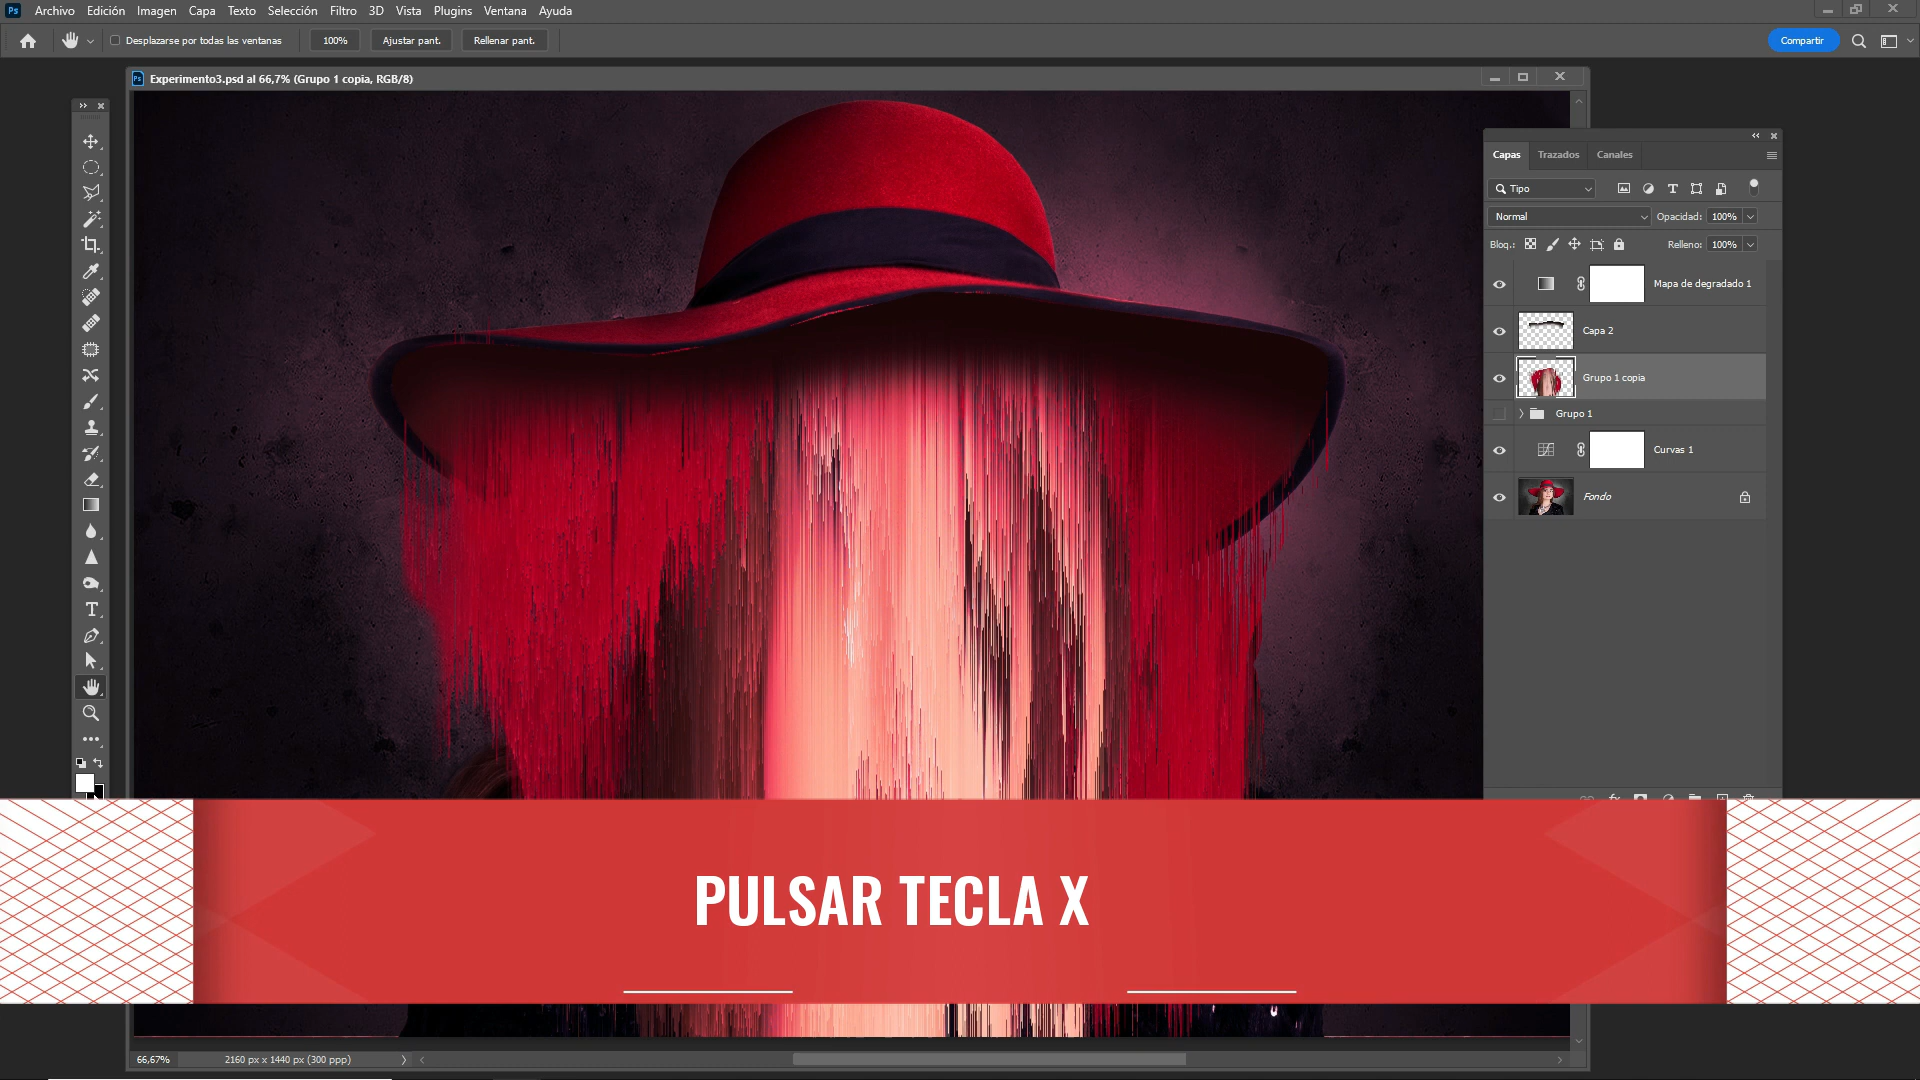 Ps Archivo Edición Imagen Capa Texto Selección Filtro 3D Vista Plugins Ventana Ayuda
Desplazarse por todas las ventanas 100% Ajustar pant. Rellenar pant. Compartir
Ps Experimento3.psd al 66,7% (Grupo 1 copia, RGB/8)
Capas Trazados Canales
Tipo
Normal Opacidad: 100%
Bloq.: Relleno: 100%
Mapa de degradado 1
Capa 2
Grupo 1 copia
Grupo 1
Curvas 1
Fondo
PULSAR TECLA X
66,67% 2160 px x 1440 px (300 ppp)